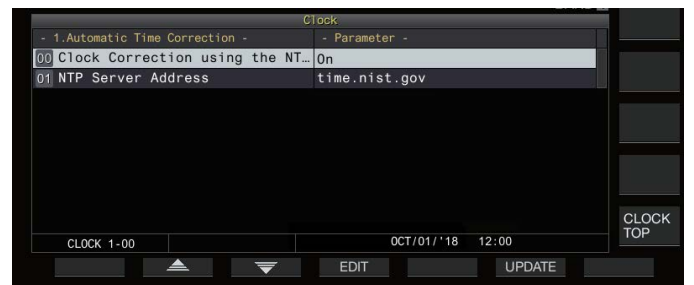 Clock
- 1.Automatic Time Correction - - Parameter -
00 Clock Correction using the NT… On
01 NTP Server Address time.nist.gov
CLOCK
TOP
CLOCK 1-00 OCT/01/'18 12:00
EDIT UPDATE